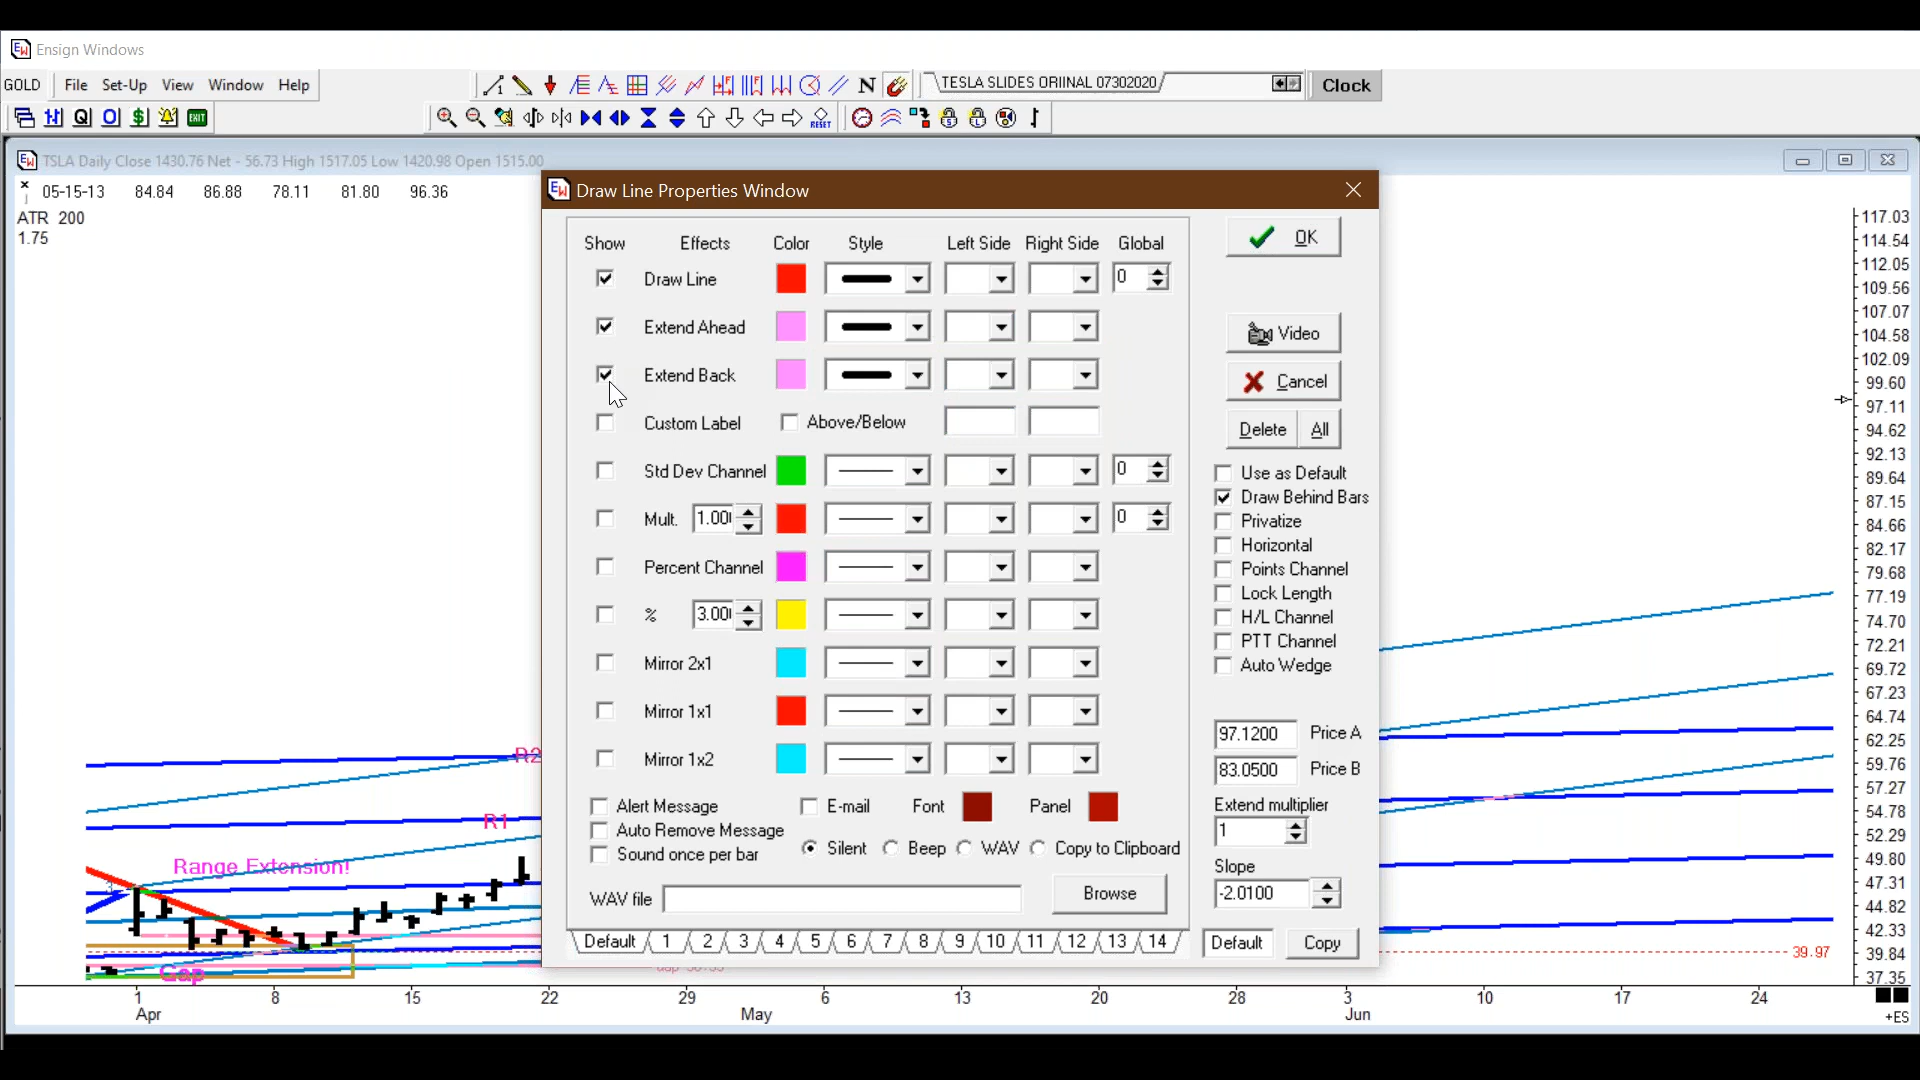 Ensign Windows
GOLD File Set-Up View Window Help
TESLA SLIDES ORIINAL 07302020
Clock
TSLA Daily Close 1430.76 Net - 56.73 High 1517.05 Low 1420.98 Open 1515.00
05-15-13 84.84 86.88 78.11 81.80 96.36
ATR 200
1.75
Draw Line Properties Window
Show Effects Color Style Left Side Right Side Global
Draw Line 0
Extend Ahead
Extend Back
Custom Label Above/Below
Std Dev Channel 0
Mult. 0
Percent Channel
%
Mirror 2x1
Mirror 1x1
Mirror 1x2
Alert Message E-mail Font Panel
Auto Remove Message
Sound once per bar Silent Beep WAV Copy to Clipboard
WAV file Browse
Default 1 2 3 4 5 6 7 8 9 10 11 12 13 14
OK
Video
Cancel
Delete All
Use as Default
Draw Behind Bars
Privatize
Horizontal
Points Channel
Lock Length
H/L Channel
PTT Channel
Auto Wedge
97.1200 Price A
83.0500 Price B
Extend multiplier
1
Slope
-2.0100
Default Copy
R2
R1
Range Extension!
3
Gap
39.97
117.03
114.54
112.05
109.56
107.07
104.58
102.09
99.60
97.11
94.62
92.13
89.64
87.15
84.66
82.17
79.68
77.19
74.70
72.21
69.72
67.23
64.74
62.25
59.76
57.27
54.78
52.29
49.80
47.31
44.82
42.33
39.84
37.35
1 8 15 22 29 6 13 20 28 3 10 17 24
Apr May Jun
+ES